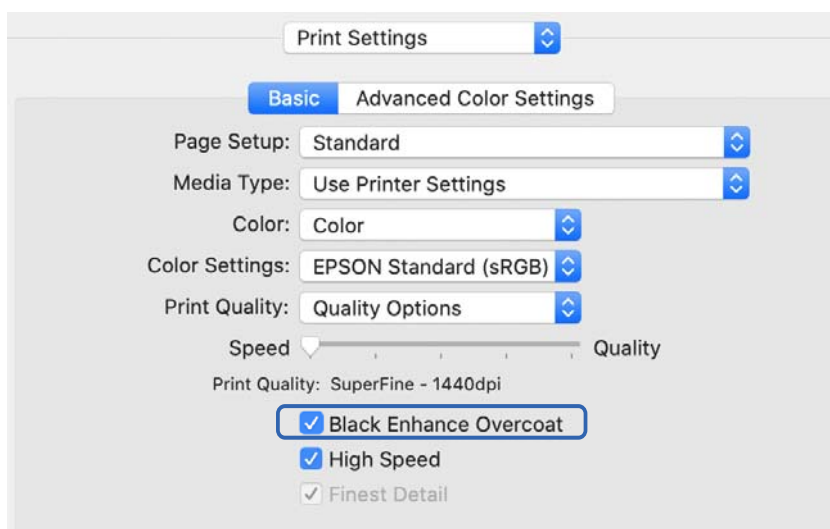 Print Settings
Basic Advanced Color Settings
Page Setup: Standard
Media Type: Use Printer Settings
Color: Color
Color Settings: EPSON Standard (sRGB)
Print Quality: Quality Options
Speed Quality
Print Quality: SuperFine - 1440dpi
Black Enhance Overcoat
High Speed
Finest Detail